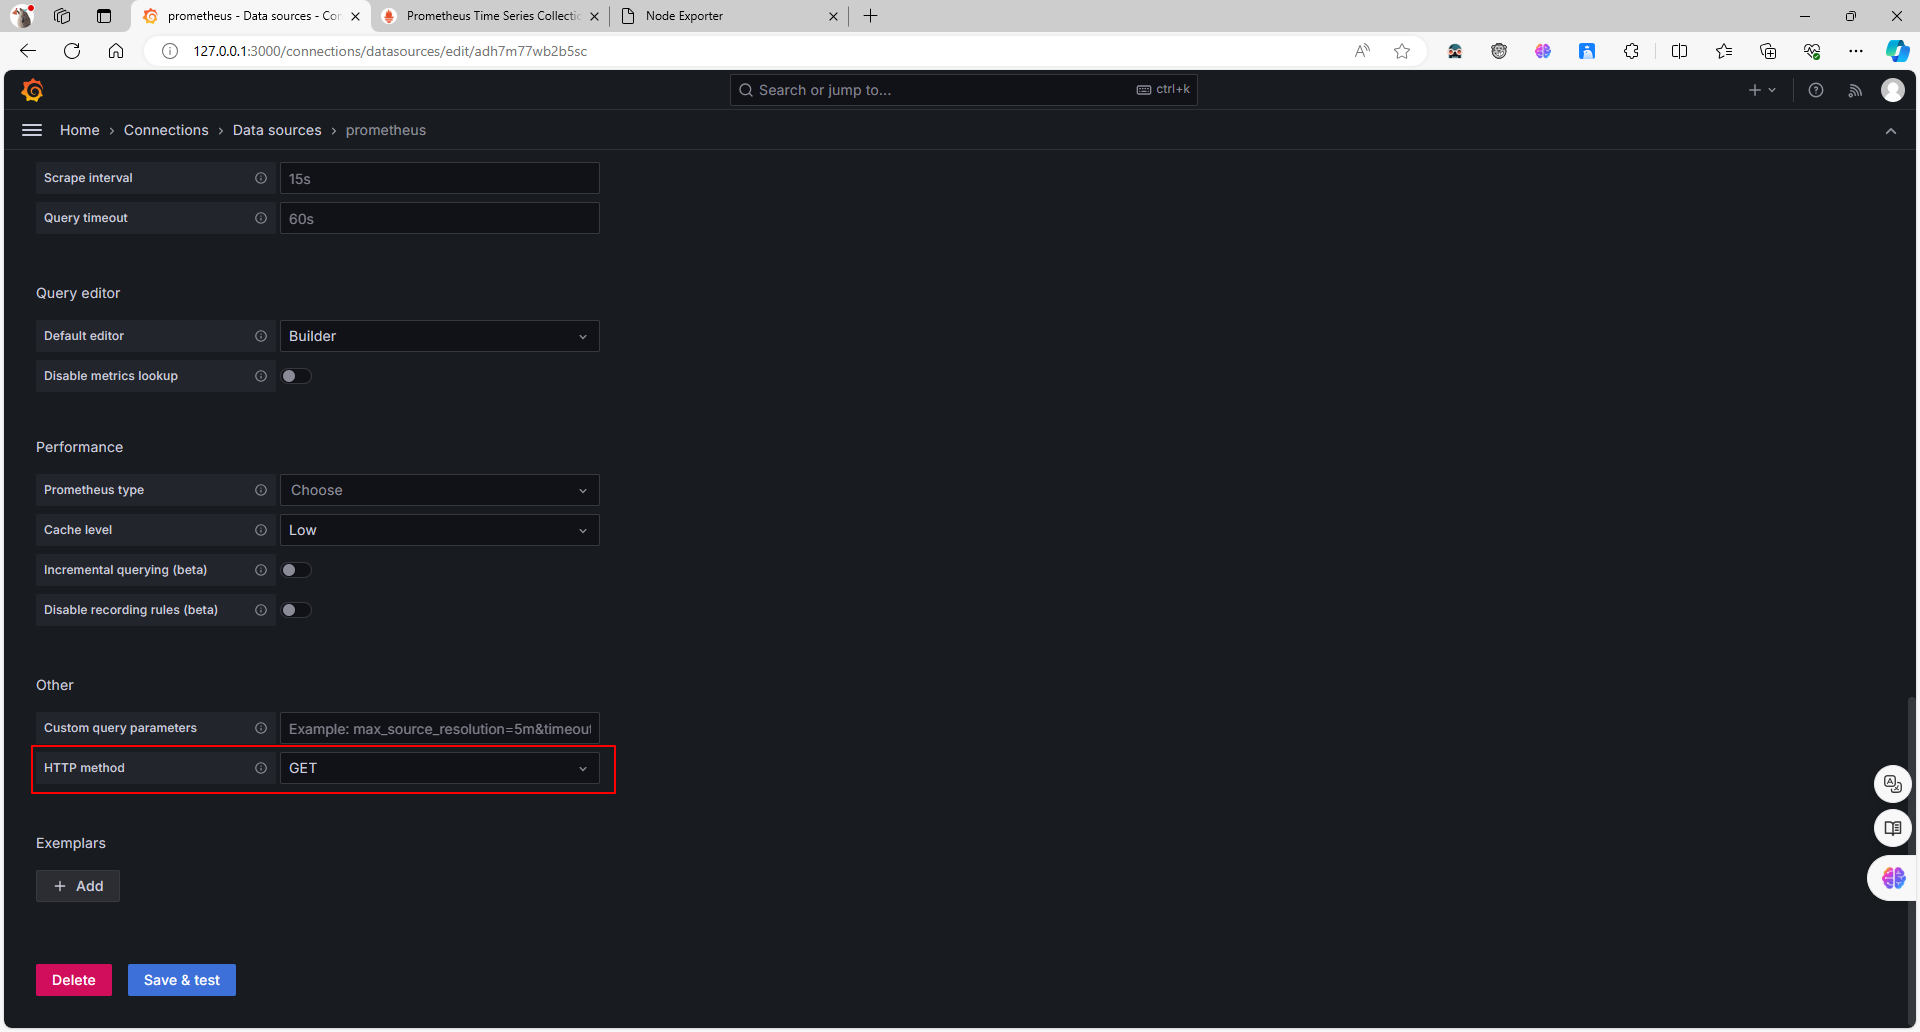 prometheus - Data sources - Con
Prometheus Time Series Collectio
Node Exporter
127.0.0.1:3000/connections/datasources/edit/adh7m77wb2b5sc
Search or jump to...
ctrl+k
Home › Connections › Data sources › prometheus
Scrape interval 15s
Query timeout 60s
Query editor
Default editor Builder
Disable metrics lookup
Performance
Prometheus type Choose
Cache level Low
Incremental querying (beta)
Disable recording rules (beta)
Other
Custom query parameters Example: max_source_resolution=5m&timeout
HTTP method GET
Exemplars
+ Add
Delete Save & test